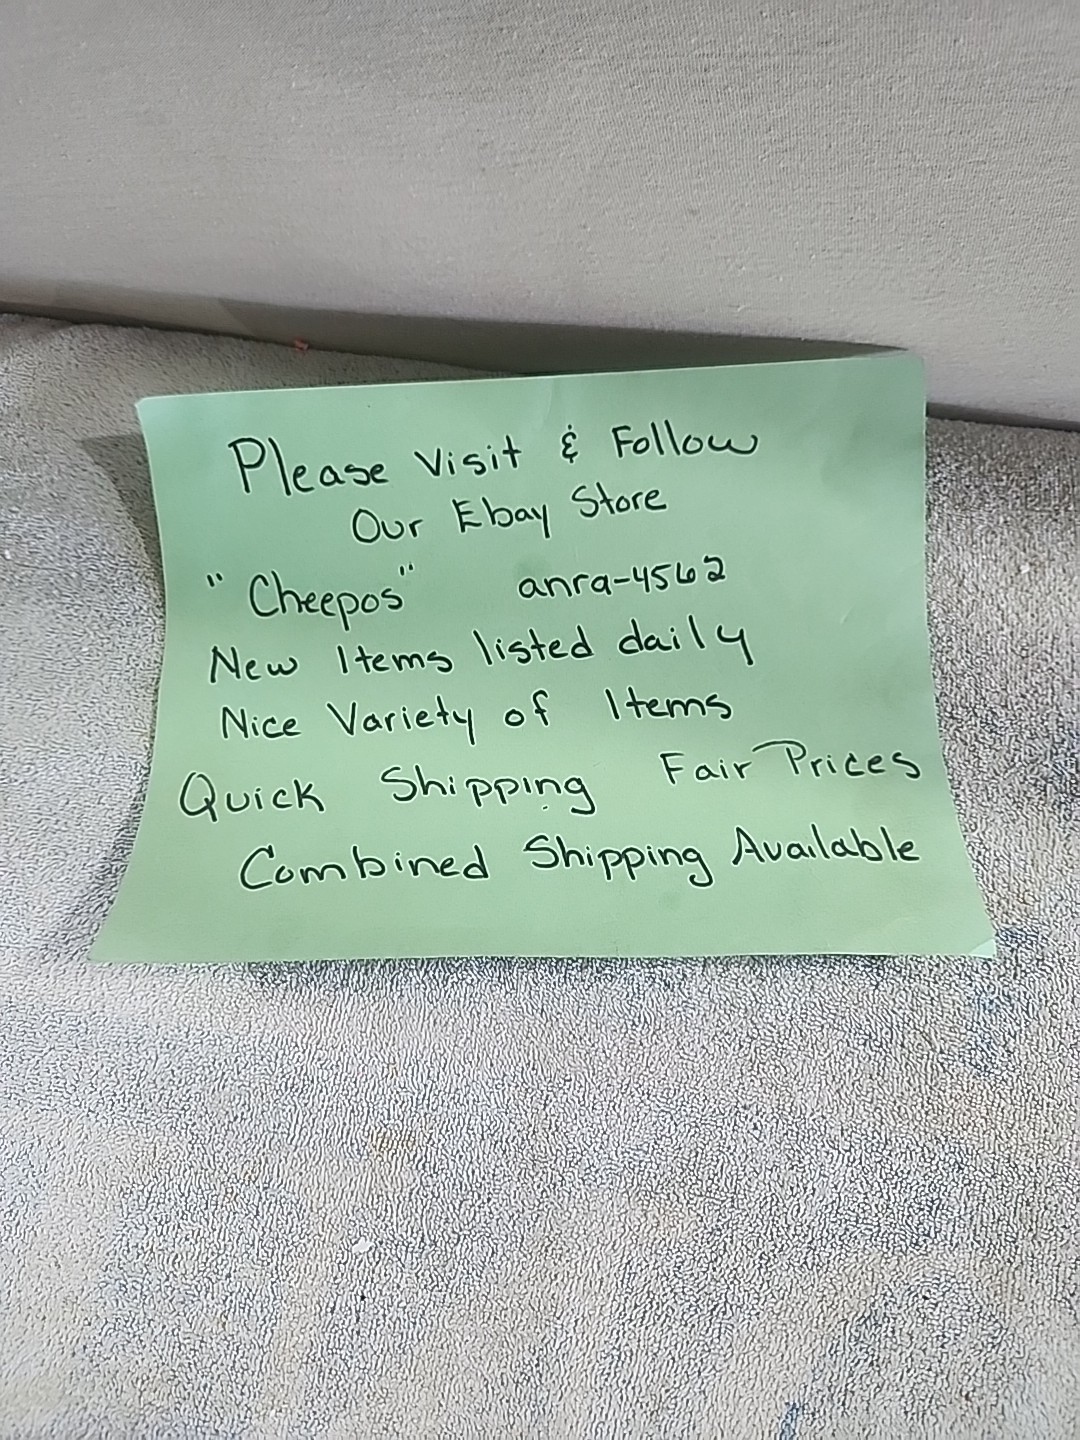 Please Visit & Follow
Our Ebay Store
"Cheepos" anra-4562
New Items listed daily
Nice Variety of Items
Quick Shipping Fair Prices
Combined Shipping Available